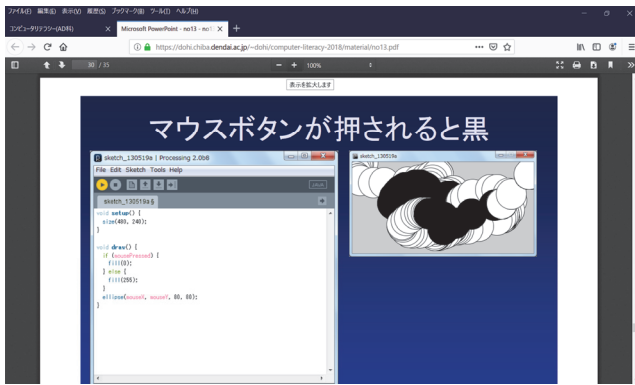 ファイル(F) 編集(E) 表示(V) 履歴(S) ブックマーク(B) ツール(T) ヘルプ(H)
コンピュータリテラシー(AD科) × Microsoft PowerPoint - no13 - no13 × +
https://dohi.chiba.dendai.ac.jp/~dohi/computer-literacy-2018/material/no13.pdf
30 / 35 − + 100%
表示を拡大します
マウスボタンが押されると黒
sketch_130519a | Processing 2.0b8
sketch_130519a
File Edit Sketch Tools Help
JAVA
sketch_130519a §
void setup() {
size(400, 240);
}
void draw() {
if (mousePressed) {
fill(0);
} else {
fill(255);
}
ellipse(mouseX, mouseY, 80, 80);
}